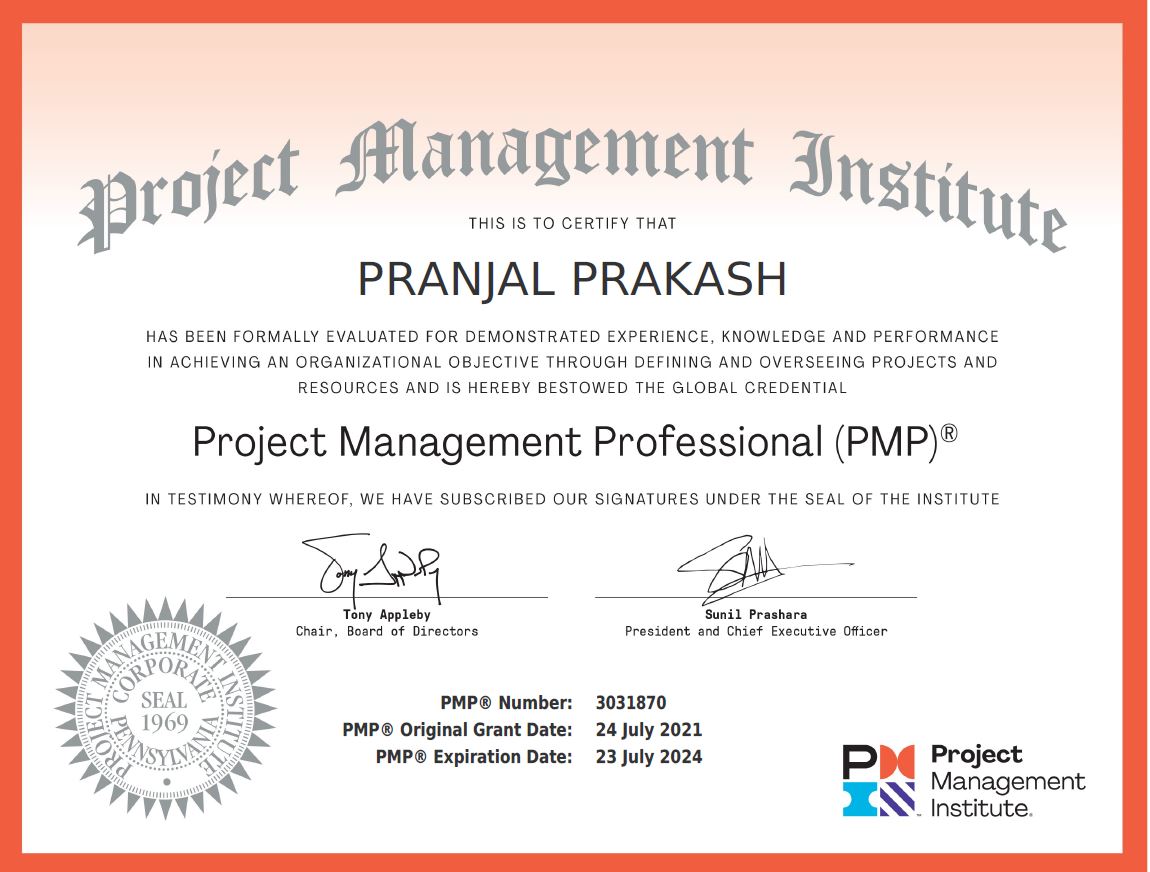 Project Management Institute
THIS IS TO CERTIFY THAT
PRANJAL PRAKASH
HAS BEEN FORMALLY EVALUATED FOR DEMONSTRATED EXPERIENCE, KNOWLEDGE AND PERFORMANCE
IN ACHIEVING AN ORGANIZATIONAL OBJECTIVE THROUGH DEFINING AND OVERSEEING PROJECTS AND
RESOURCES AND IS HEREBY BESTOWED THE GLOBAL CREDENTIAL
Project Management Professional (PMP)®
IN TESTIMONY WHEREOF, WE HAVE SUBSCRIBED OUR SIGNATURES UNDER THE SEAL OF THE INSTITUTE
Tony Appleby
Chair, Board of Directors
Sunil Prashara
President and Chief Executive Officer
PROJECT MANAGEMENT INSTITUTE
CORPORATE
SEAL
1969
PENNSYLVANIA
PMP® Number: 3031870
PMP® Original Grant Date: 24 July 2021
PMP® Expiration Date: 23 July 2024
PM
Project
Management
Institute.